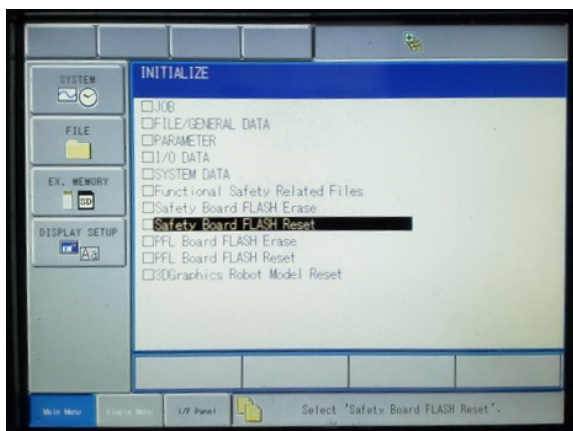 SYSTEM
FILE
EX. MEMORY
SD
DISPLAY SETUP
Aa
INITIALIZE
JOB
FILE/GENERAL DATA
PARAMETER
I/O DATA
SYSTEM DATA
Functional Safety Related Files
Safety Board FLASH Erase
Safety Board FLASH Reset
PFL Board FLASH Erase
PFL Board FLASH Reset
3DGraphics Robot Model Reset
Main Menu
Simple Menu
I/F Panel
Select 'Safety Board FLASH Reset'.